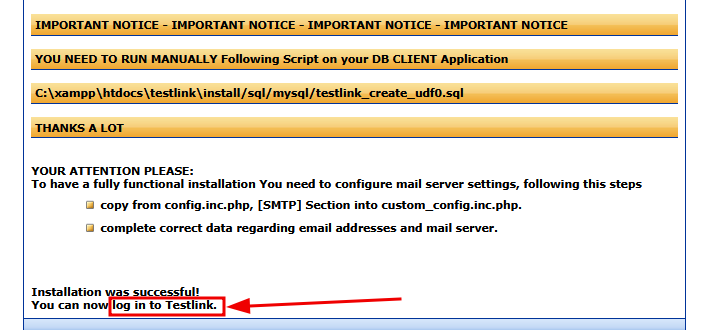 IMPORTANT NOTICE - IMPORTANT NOTICE - IMPORTANT NOTICE - IMPORTANT NOTICE
YOU NEED TO RUN MANUALLY Following Script on your DB CLIENT Application
C:\xampp\htdocs\testlink\install/sql/mysql/testlink_create_udf0.sql
THANKS A LOT
YOUR ATTENTION PLEASE:
To have a fully functional installation You need to configure mail server settings, following this steps
copy from config.inc.php, [SMTP] Section into custom_config.inc.php.
complete correct data regarding email addresses and mail server.
Installation was successful!
You can now log in to Testlink.